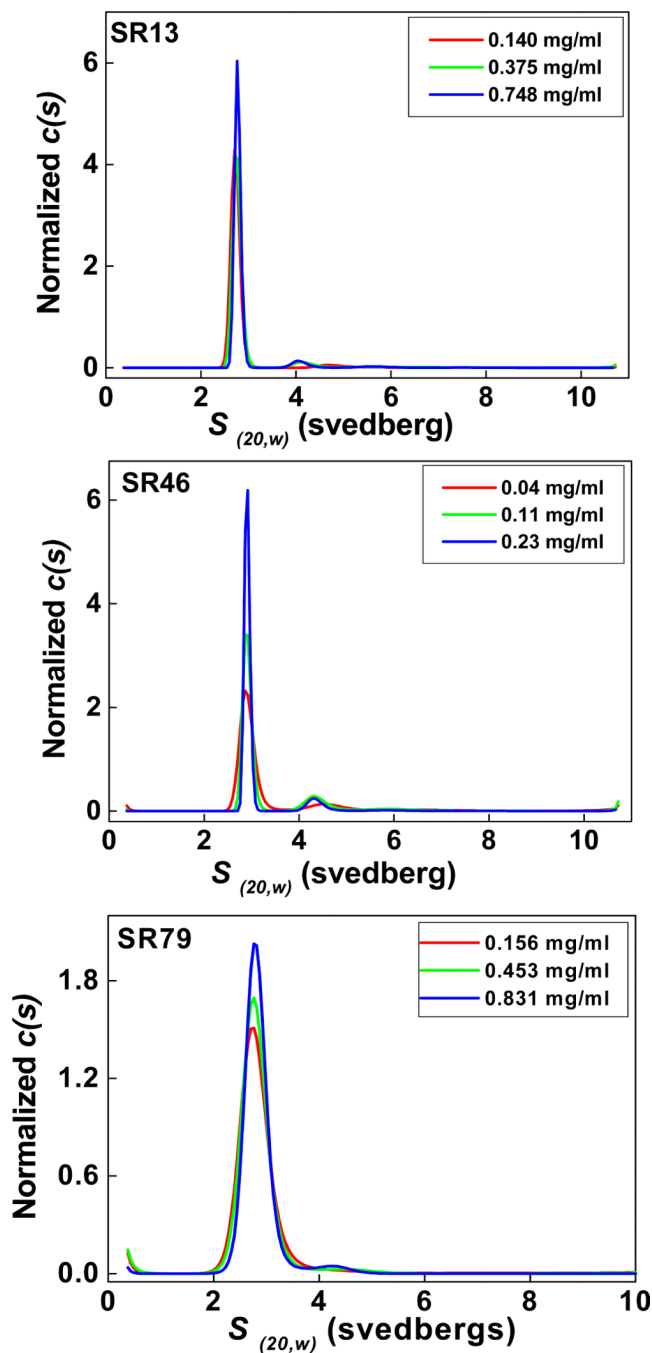 SR13
0.140 mg/ml
0.375 mg/ml
0.748 mg/ml
Normalized c(s)
6
4
2
0
0 2 4 6 8 10
S (20,w) (svedberg)
SR46
0.04 mg/ml
0.11 mg/ml
0.23 mg/ml
Normalized c(s)
6
4
2
0
0 2 4 6 8 10
S (20,w) (svedberg)
SR79
0.156 mg/ml
0.453 mg/ml
0.831 mg/ml
Normalized c(s)
1.8
1.2
0.6
0.0
0 2 4 6 8 10
S (20,w) (svedbergs)